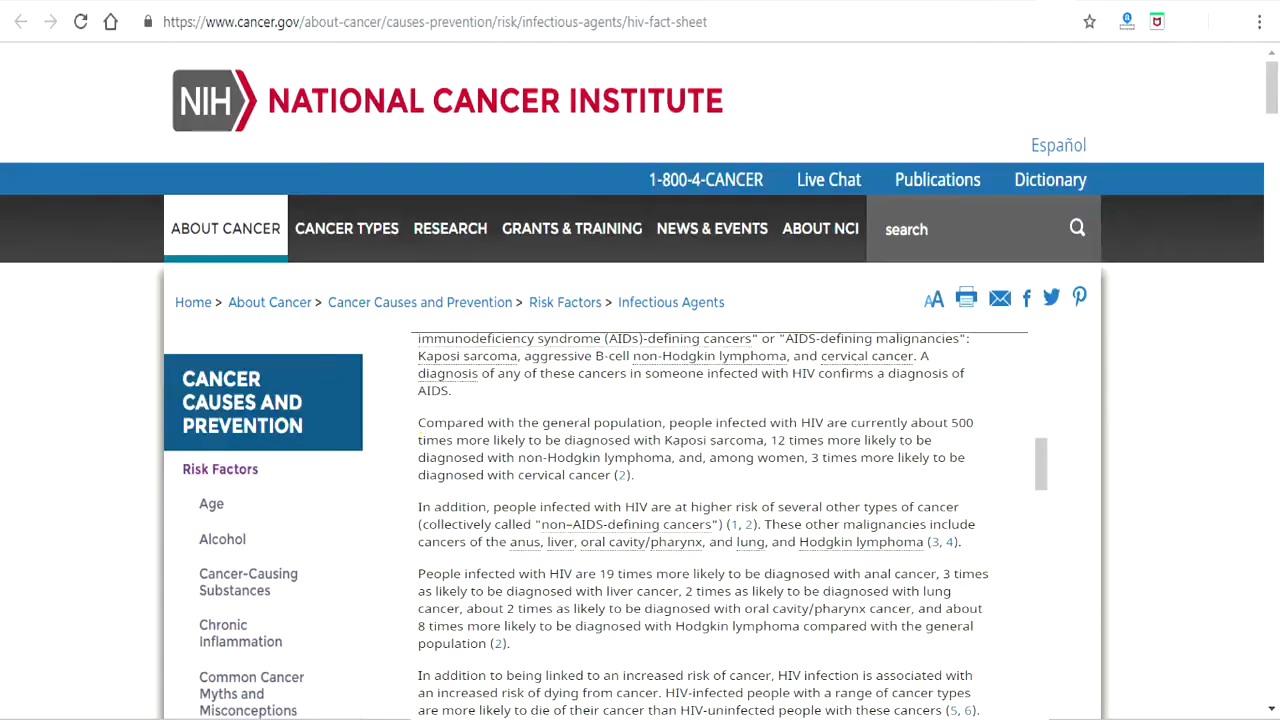 https://www.cancer.gov/about-cancer/causes-prevention/risk/infectious-agents/hiv-fact-sheet
NIH NATIONAL CANCER INSTITUTE
Español
1-800-4-CANCER Live Chat Publications Dictionary
ABOUT CANCER CANCER TYPES RESEARCH GRANTS & TRAINING NEWS & EVENTS ABOUT NCI search
Home > About Cancer > Cancer Causes and Prevention > Risk Factors > Infectious Agents
AA
CANCER
CAUSES AND
PREVENTION
Risk Factors
Age
Alcohol
Cancer-Causing
Substances
Chronic
Inflammation
Common Cancer
Myths and
Misconceptions
immunodeficiency syndrome (AIDs)-defining cancers" or "AIDS-defining malignancies":
Kaposi sarcoma, aggressive B-cell non-Hodgkin lymphoma, and cervical cancer. A
diagnosis of any of these cancers in someone infected with HIV confirms a diagnosis of
AIDS.
Compared with the general population, people infected with HIV are currently about 500
times more likely to be diagnosed with Kaposi sarcoma, 12 times more likely to be
diagnosed with non-Hodgkin lymphoma, and, among women, 3 times more likely to be
diagnosed with cervical cancer (2).
In addition, people infected with HIV are at higher risk of several other types of cancer
(collectively called "non–AIDS-defining cancers") (1, 2). These other malignancies include
cancers of the anus, liver, oral cavity/pharynx, and lung, and Hodgkin lymphoma (3, 4).
People infected with HIV are 19 times more likely to be diagnosed with anal cancer, 3 times
as likely to be diagnosed with liver cancer, 2 times as likely to be diagnosed with lung
cancer, about 2 times as likely to be diagnosed with oral cavity/pharynx cancer, and about
8 times more likely to be diagnosed with Hodgkin lymphoma compared with the general
population (2).
In addition to being linked to an increased risk of cancer, HIV infection is associated with
an increased risk of dying from cancer. HIV-infected people with a range of cancer types
are more likely to die of their cancer than HIV-uninfected people with these cancers (5, 6).